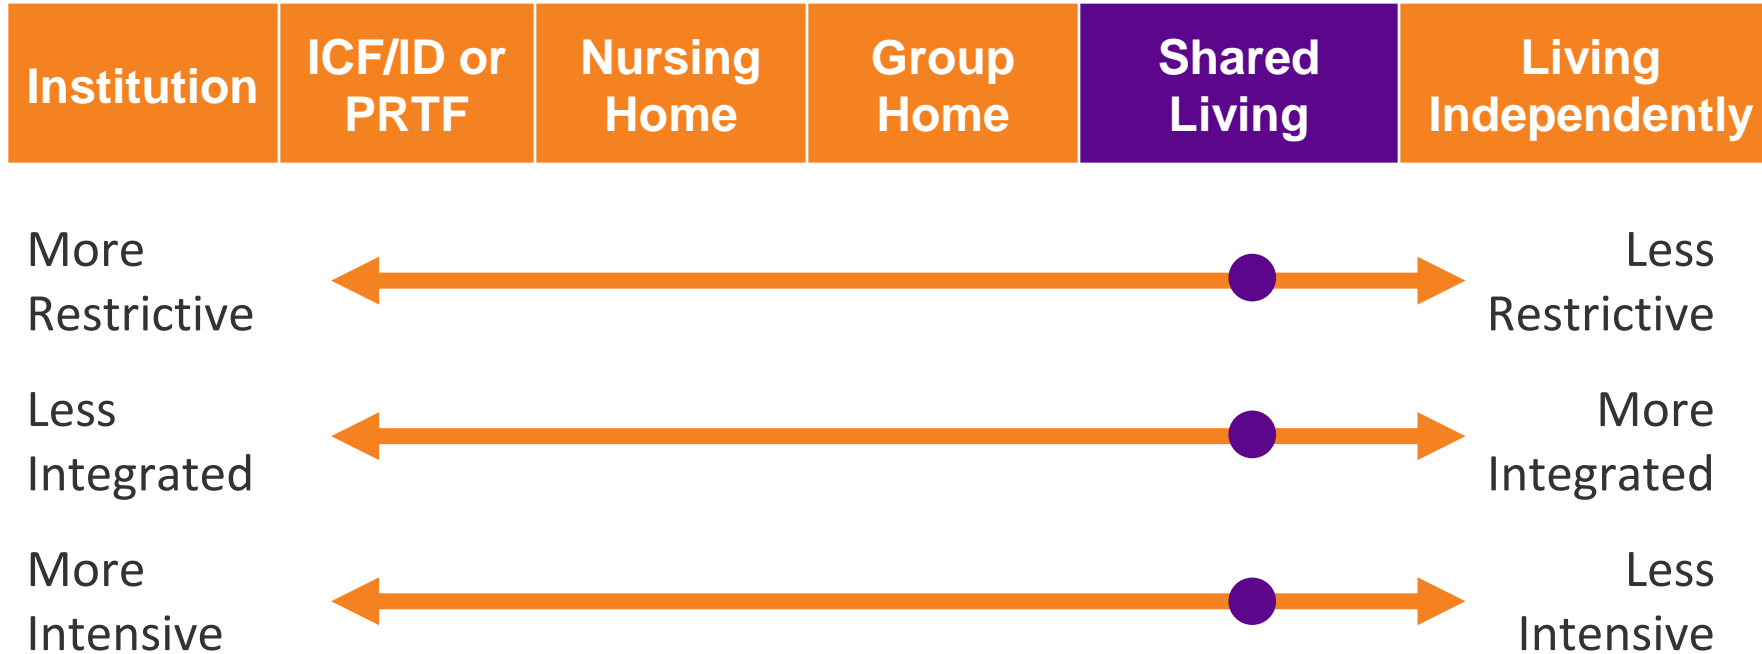 Institution
ICF/ID or
PRTF
Nursing
Home
Group
Home
Shared
Living
Living
Independently
More
Restrictive
Less
Restrictive
Less
Integrated
More
Integrated
More
Intensive
Less
Intensive